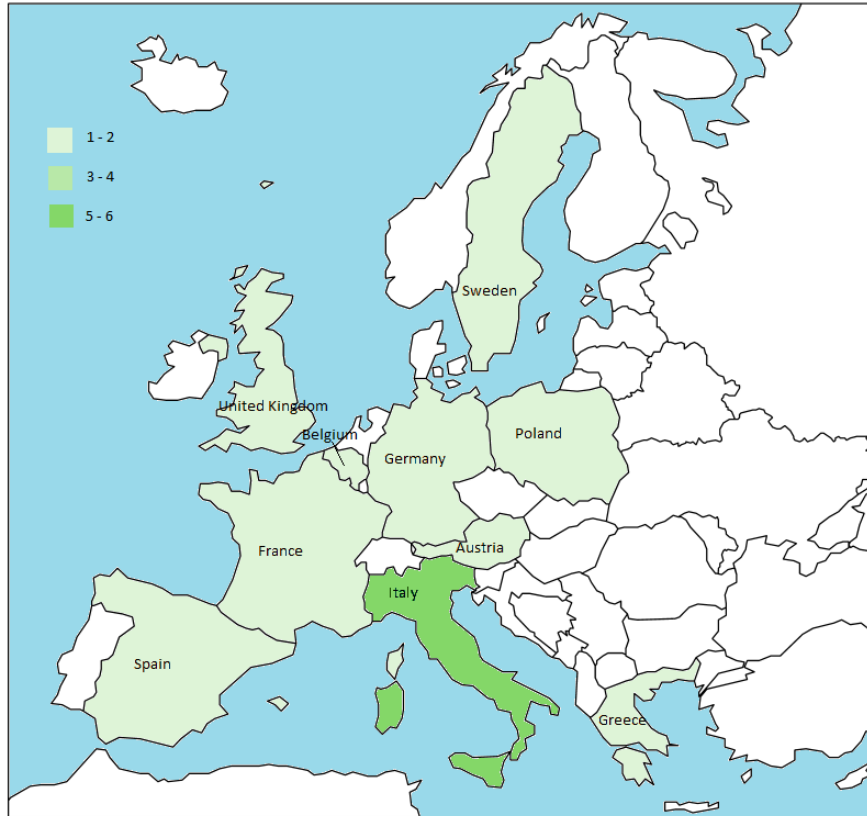 1 - 2
3 - 4
5 - 6
Sweden
United Kingdom
Belgium
Poland
Germany
France
Austria
Italy
Spain
Greece